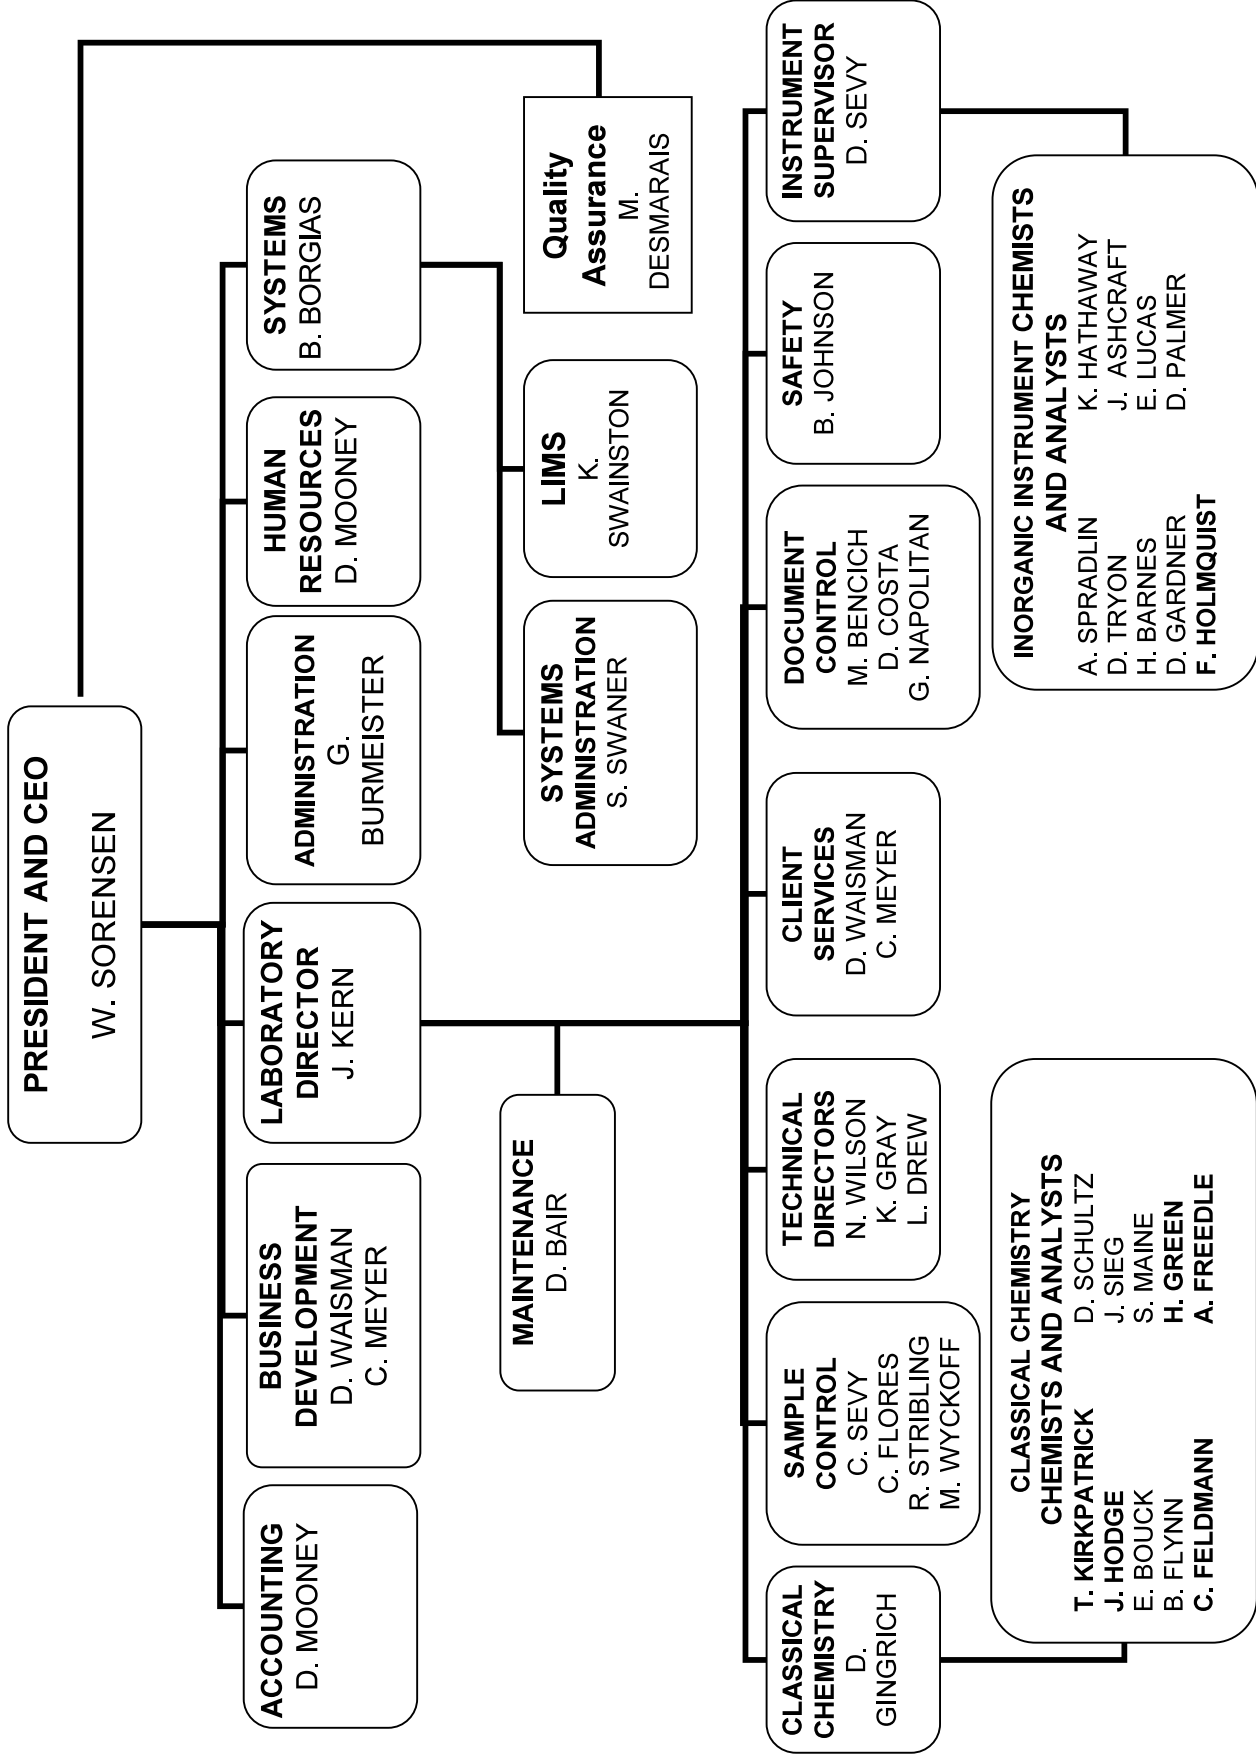 PRESIDENT AND CEO
W. SORENSEN
ACCOUNTING
D. MOONEY
BUSINESS
DEVELOPMENT
D. WAISMAN
C. MEYER
LABORATORY
DIRECTOR
J. KERN
ADMINISTRATION
G.
BURMEISTER
HUMAN
RESOURCES
D. MOONEY
SYSTEMS
B. BORGIAS
MAINTENANCE
D. BAIR
SYSTEMS
ADMINISTRATION
S. SWANER
LIMS
K.
SWAINSTON
Quality
Assurance
M.
DESMARAIS
CLASSICAL
CHEMISTRY
D.
GINGRICH
SAMPLE
CONTROL
C. SEVY
C. FLORES
R. STRIBLING
M. WYCKOFF
TECHNICAL
DIRECTORS
N. WILSON
K. GRAY
L. DREW
CLIENT
SERVICES
D. WAISMAN
C. MEYER
DOCUMENT
CONTROL
M. BENCICH
D. COSTA
G. NAPOLITAN
SAFETY
B. JOHNSON
INSTRUMENT
SUPERVISOR
D. SEVY
CLASSICAL CHEMISTRY
CHEMISTS AND ANALYSTS
T. KIRKPATRICK D. SCHULTZ
J. HODGE J. SIEG
E. BOUCK S. MAINE
B. FLYNN H. GREEN
C. FELDMANN A. FREEDLE
INORGANIC INSTRUMENT CHEMISTS
AND ANALYSTS
A. SPRADLIN K. HATHAWAY
D. TRYON J. ASHCRAFT
H. BARNES E. LUCAS
D. GARDNER D. PALMER
F. HOLMQUIST